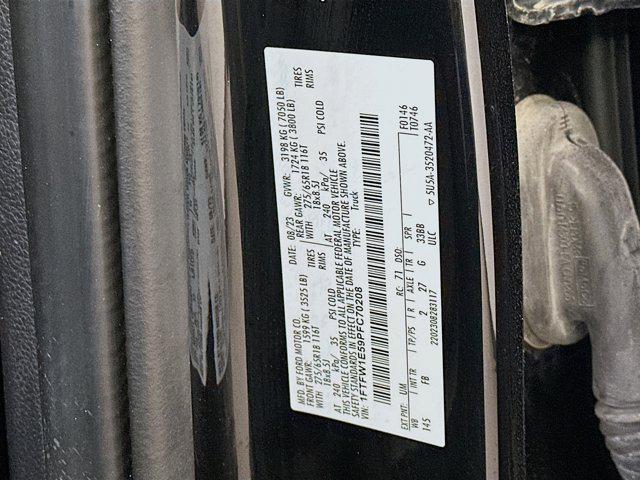 MFD. BY FORD MOTOR CO. DATE: 08/23 GVWR: 3198 KG ( 7050 LB)
FRONT GAWR: 1599 KG ( 3525 LB) REAR GAWR: 1724 KG ( 3800 LB)
WITH 275/65R18 116T TIRES WITH 275/65R18 116T TIRES
18x8.5J RIMS 18x8.5J RIMS
AT 240 kPa/ 35 PSI COLD AT 240 kPa/ 35 PSI COLD
THIS VEHICLE CONFORMS TO ALL APPLICABLE FEDERAL MOTOR VEHICLE
SAFETY STANDARDS IN EFFECT ON THE DATE OF MANUFACTURE SHOWN ABOVE.
VIN: 1FTFW1E59PFC70208 TYPE: Truck
F0146
T0746
EXT PNT: UM RC: 71 DSO:
WB TP/PS R AXLE TR SPR
145 FB 2 27 G 33BB
2202308283117 ULC
▽ 5U5A-3520472-AA